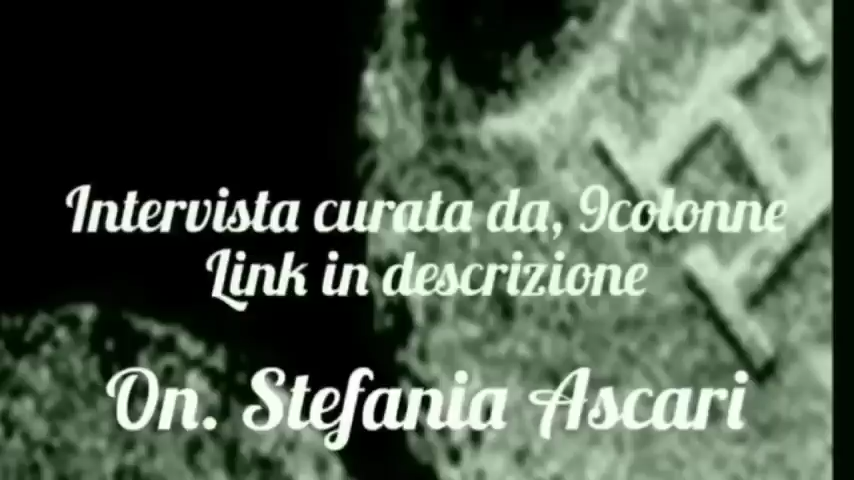 Intervista curata da, 9colonne
Link in descrizione
On. Stefania Ascari